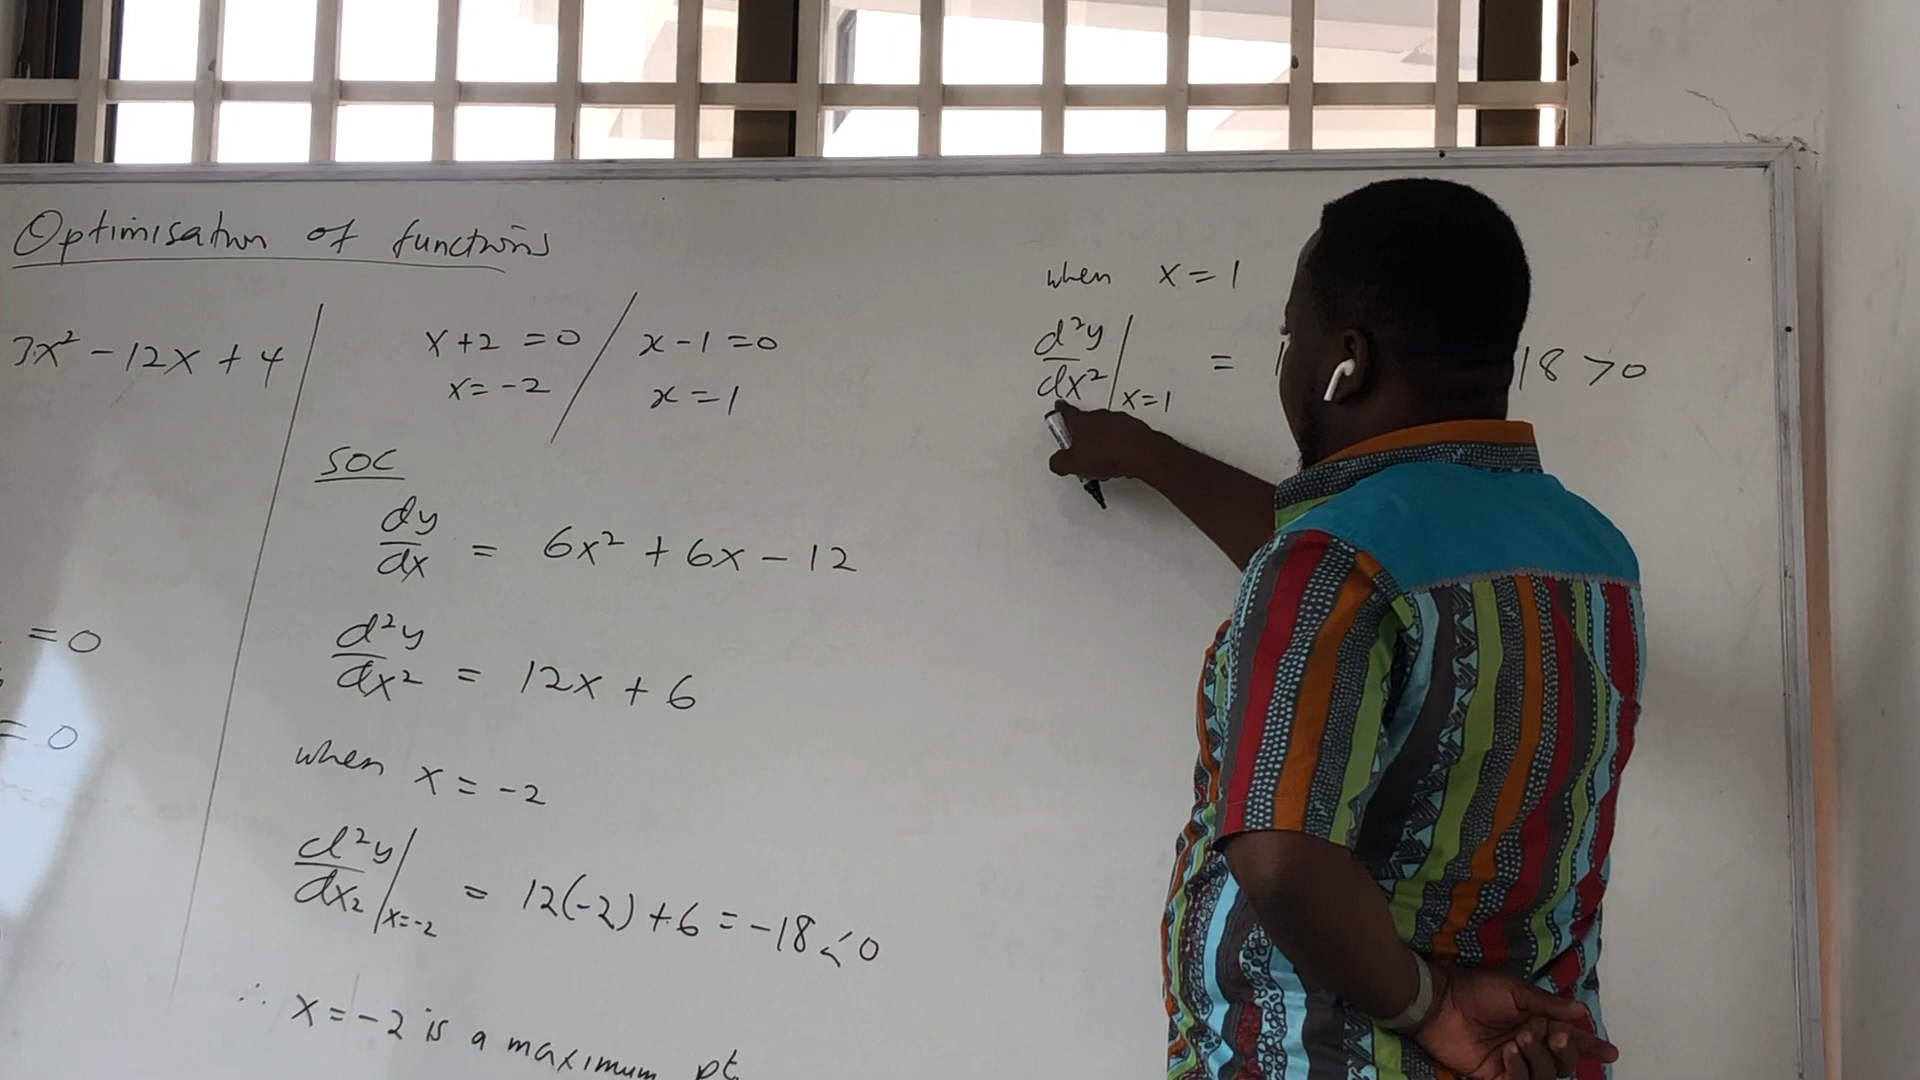 Optimisation of functions
3x² - 12x + 4
= 0
= 0
x + 2 = 0 / x - 1 = 0
x = -2 / x = 1
SOC
dy/dx = 6x² + 6x - 12
d²y/dx² = 12x + 6
when x = -2
d²y/dx₂ |x=-2 = 12(-2) + 6 = -18 < 0
∴ x = -2 is a maximum pt
when x = 1
d²y/dx² |x=1 = 18 > 0